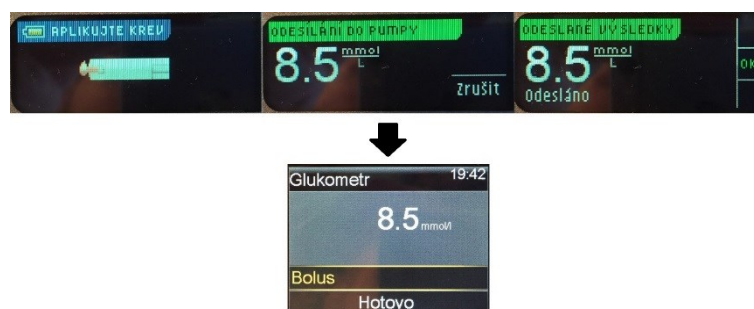 APLIKUJTE KREV
ODESÍLÁNÍ DO PUMPY
8.5 mmol
L
Zrušit
ODESLANÉ VÝSLEDKY
8.5 mmol
L
Odesláno
OK
Glukometr 19:42
8.5 mmol/l
Bolus
Hotovo